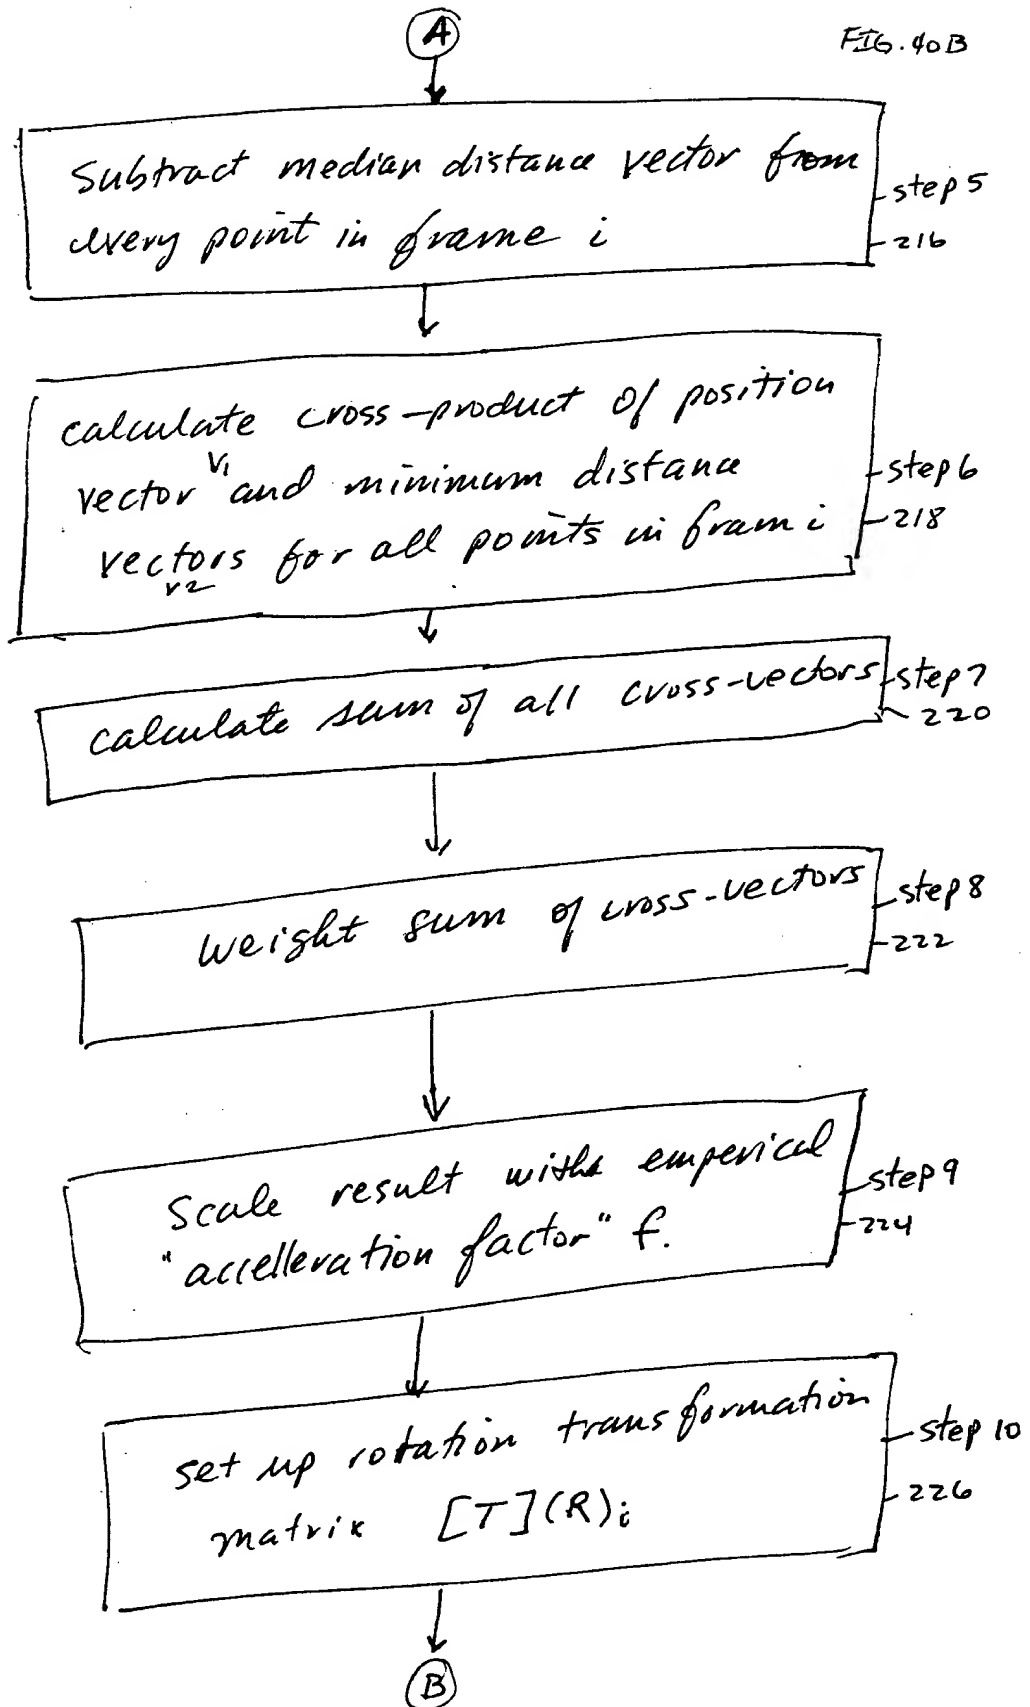 A
FIG. 40B
Subtract median distance vector from
every point in frame i
step 5
216
calculate cross-product of position
vector V1 and minimum distance
vectors V2 for all points in fram i
step 6
218
calculate sum of all cross-vectors
step 7
220
weight sum of cross-vectors
step 8
222
Scale result with emperical
"accelleration factor" f.
step 9
224
set up rotation transformation
matrix [T](R)i
step 10
226
B